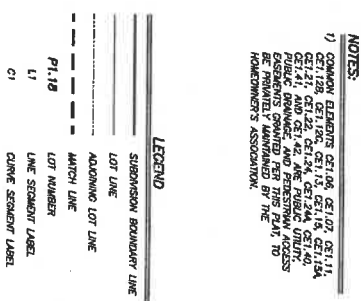 NOTES:
1) COMMON ELEMENTS CE1.06, CE1.07, CE1.11,
CE1.12B, CE1.12C, CE1.13, CE1.15, CE1.15A,
CE1.21, CE1.22, CE1.24, CE1.24A, CE1.40,
CE1.41, AND CE1.42, ARE PUBLIC UTILITY,
PUBLIC DRAINAGE, AND PEDESTRIAN ACCESS
EASEMENTS GRANTED PER THIS PLAT, TO
BE PRIVATELY MAINTAINED BY THE
HOMEOWNER'S ASSOCIATION.
LEGEND
SUBDIVISION BOUNDARY LINE
LOT LINE
ADJOINING LOT LINE
MATCH LINE
P1.18 LOT NUMBER
L1 LINE SEGMENT LABEL
C1 CURVE SEGMENT LABEL